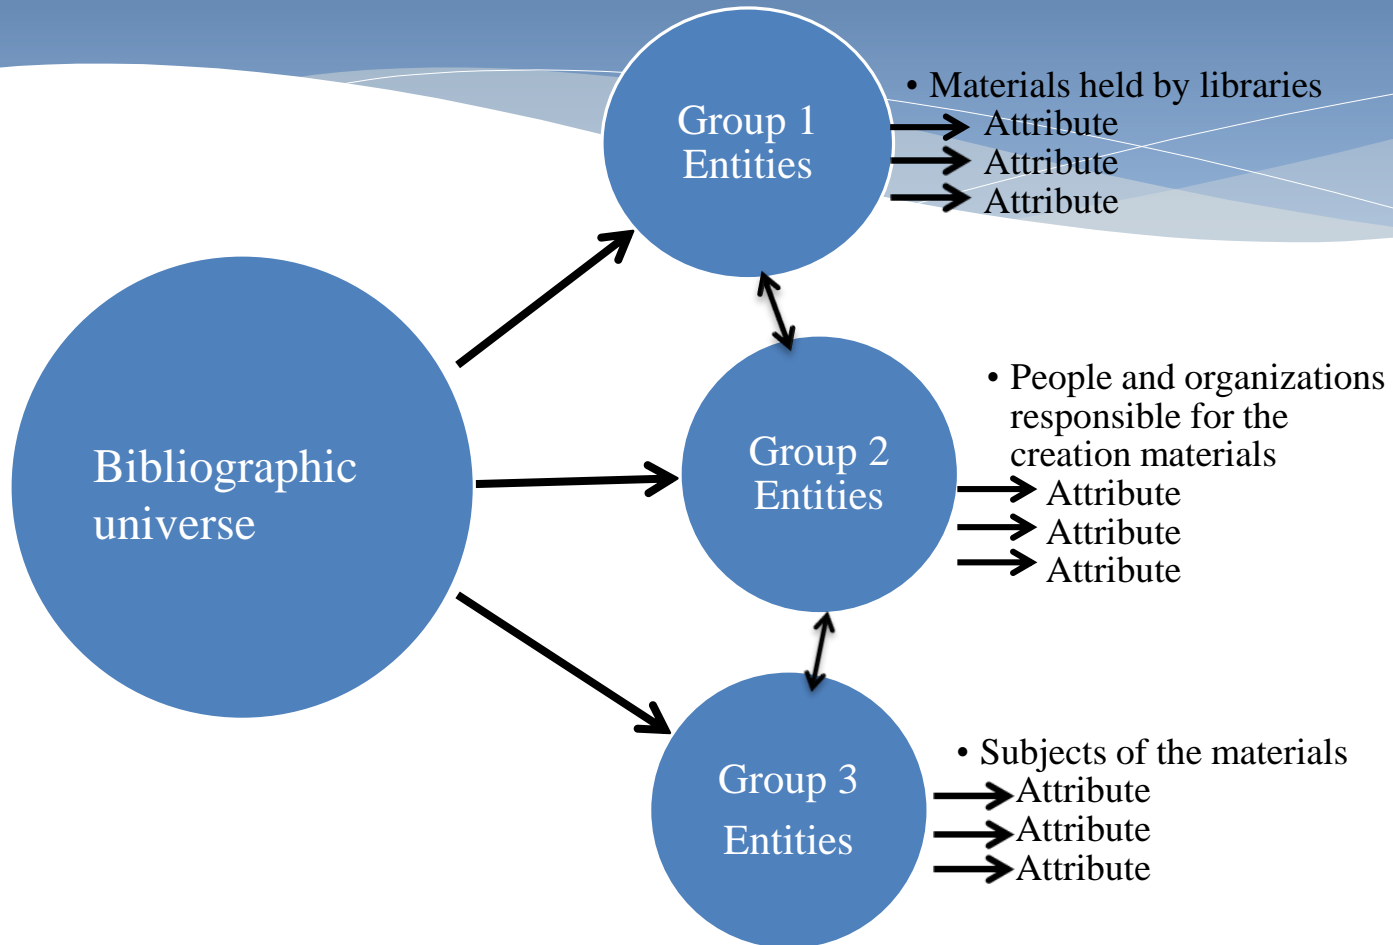 Group 1
Entities
• Materials held by libraries
Attribute
Attribute
Attribute
Bibliographic
universe
Group 2
Entities
• People and organizations
responsible for the
creation materials
Attribute
Attribute
Attribute
Group 3
Entities
• Subjects of the materials
Attribute
Attribute
Attribute